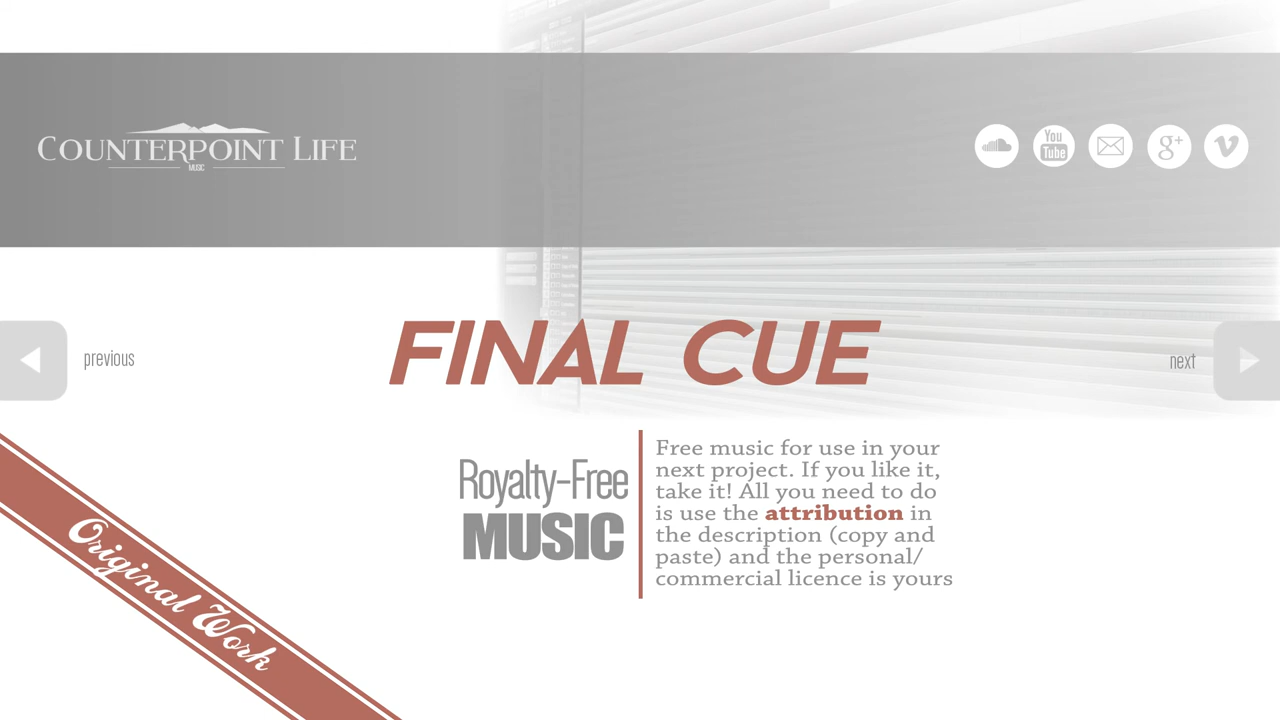 COUNTERPOINT LIFE
MUSIC
You
Tube
g+
previous
FINAL CUE
next
Royalty-Free
MUSIC
Free music for use in your
next project. If you like it,
take it! All you need to do
is use the attribution in
the description (copy and
paste) and the personal/
commercial licence is yours
Original Work